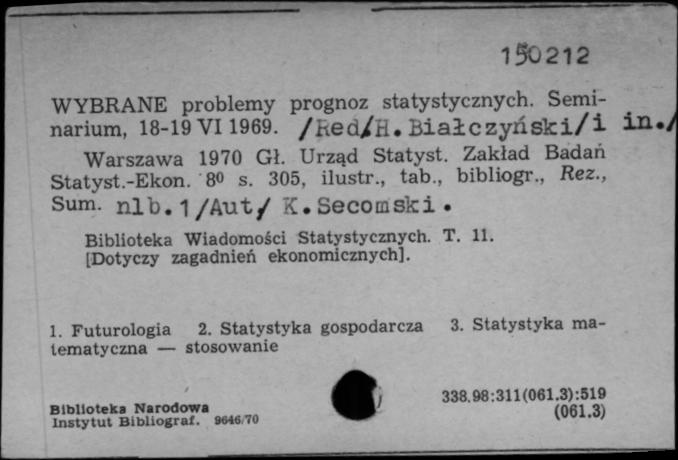 150212
WYBRANE problemy prognoz statystycznych. Semi-
narium, 18-19 VI 1969. /Red/H.Białczyński/i in./
Warszawa 1970 Gł. Urząd Statyst. Zakład Badań
Statyst.-Ekon. 8⁰ s. 305, ilustr., tab., bibliogr., Rez.,
Sum. nlb.1/Aut/ K.Secomski.
Biblioteka Wiadomości Statystycznych. T. 11.
[Dotyczy zagadnień ekonomicznych].
1. Futurologia 2. Statystyka gospodarcza 3. Statystyka ma-
tematyczna — stosowanie
Biblioteka Narodowa
Instytut Bibliograf. 9646/70
338.98:311(061.3):519
(061.3)